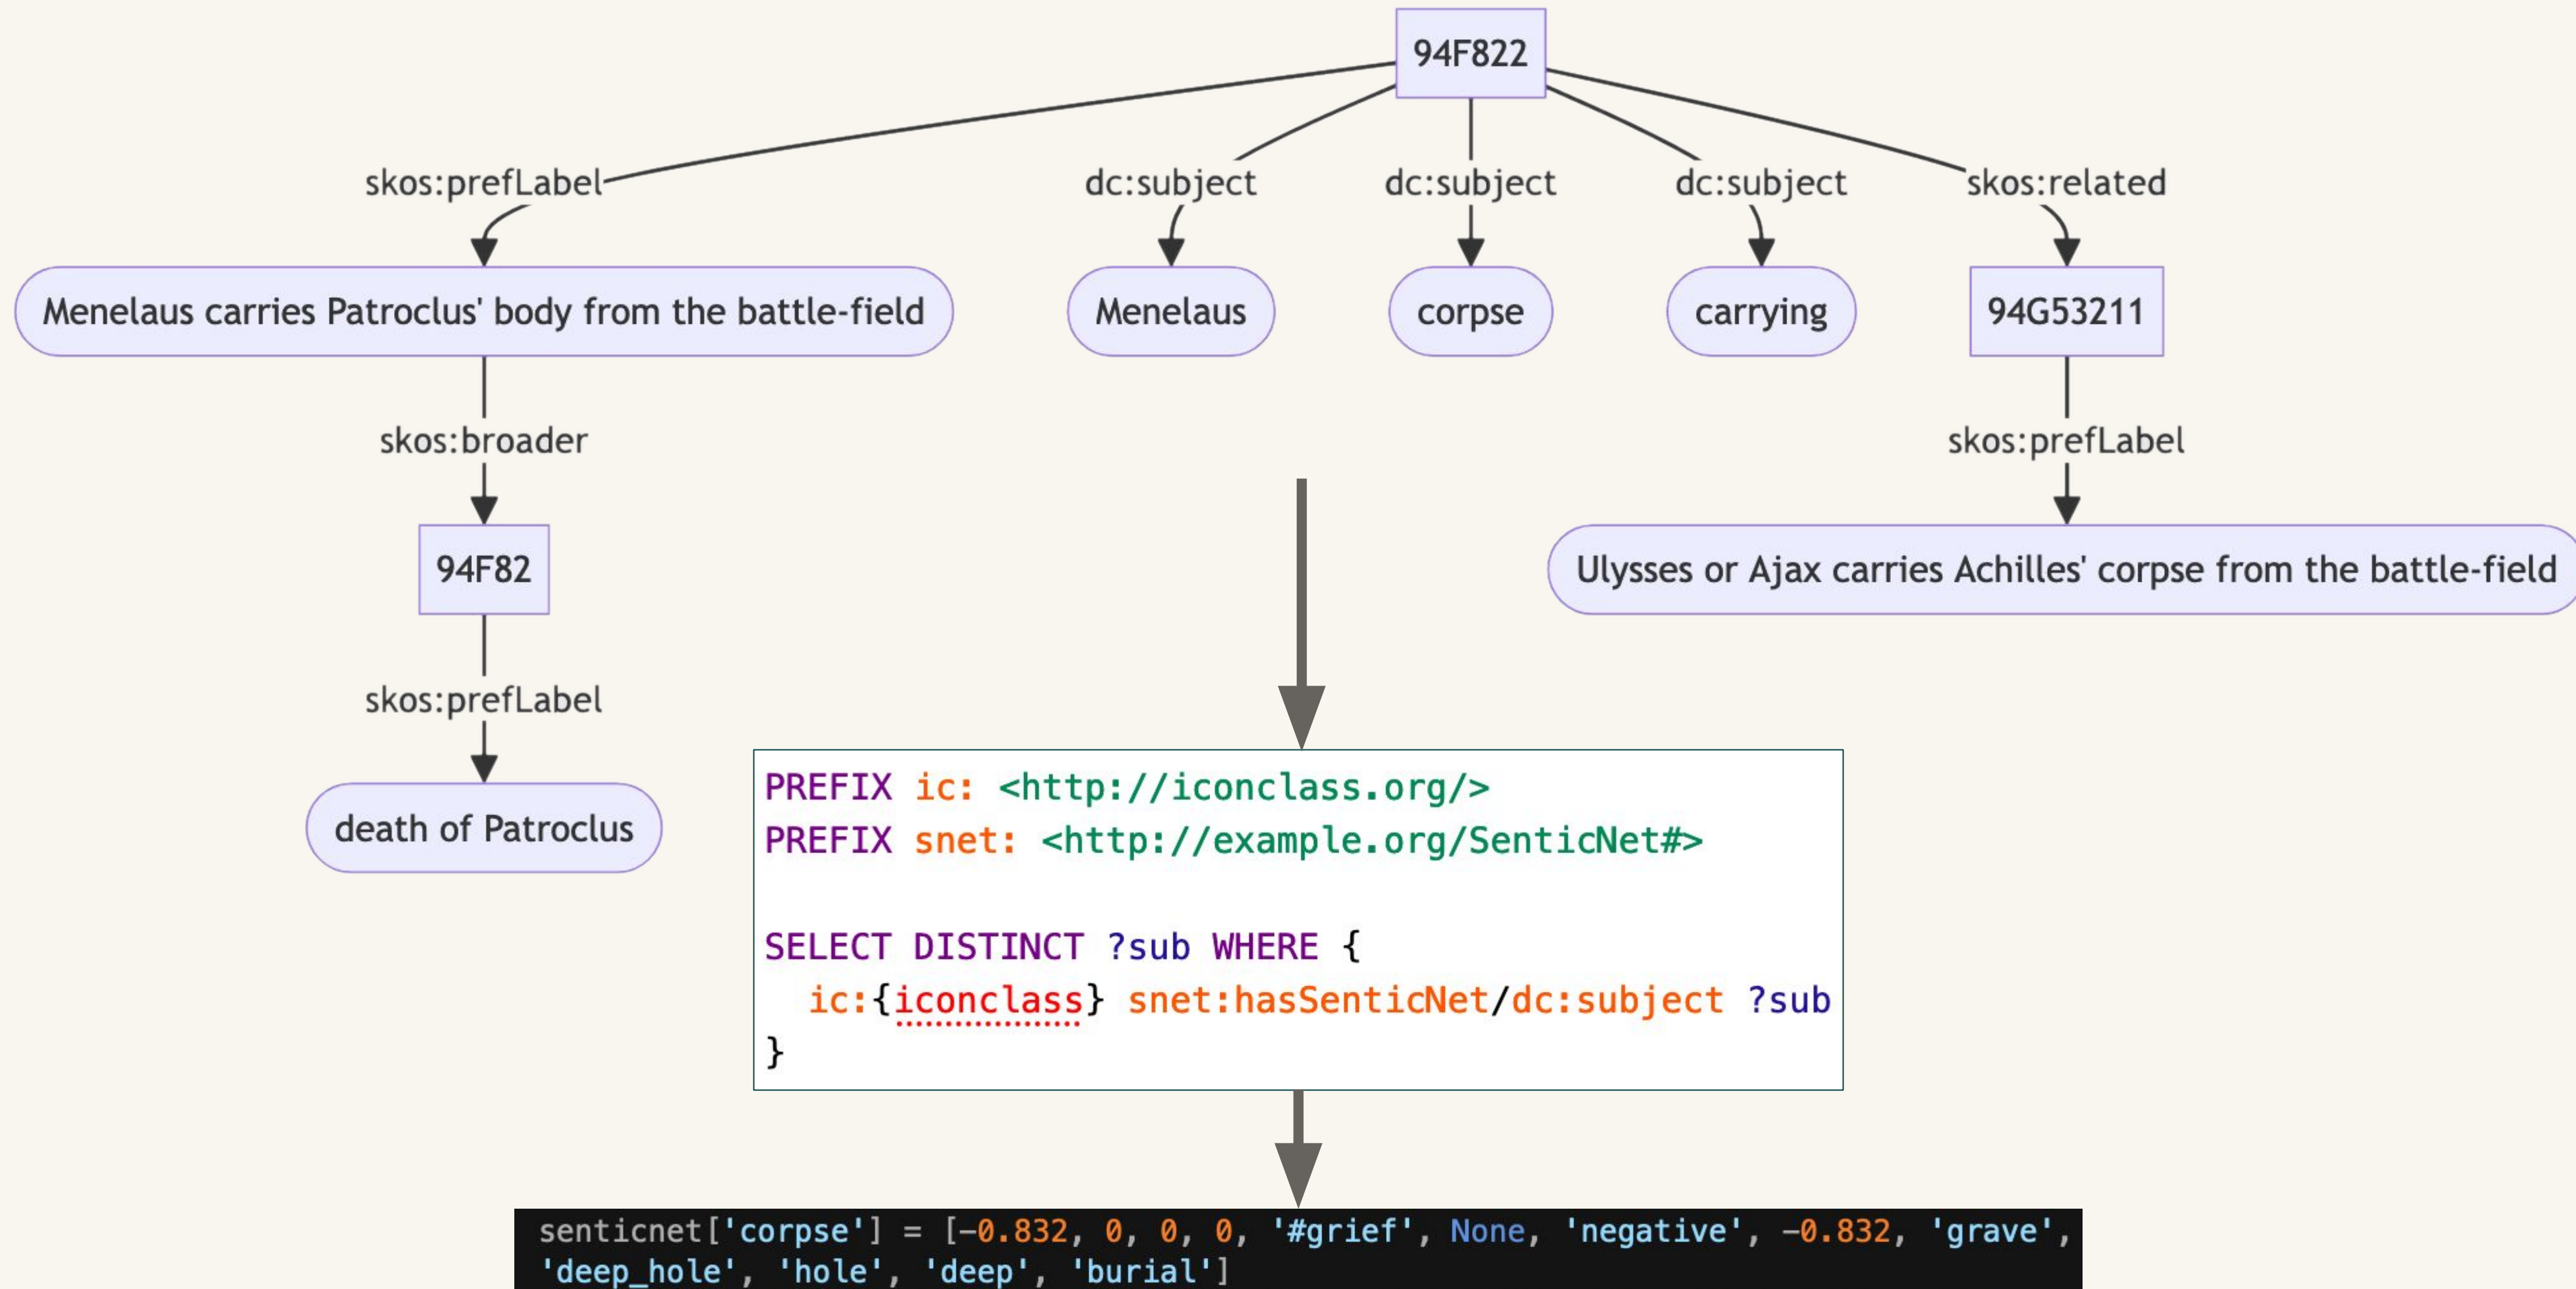 94F822
skos:prefLabel
dc:subject
dc:subject
dc:subject
skos:related
Menelaus carries Patroclus' body from the battle-field
Menelaus
corpse
carrying
94G53211
skos:broader
skos:prefLabel
94F82
Ulysses or Ajax carries Achilles' corpse from the battle-field
skos:prefLabel
death of Patroclus
PREFIX ic: <http://iconclass.org/>
PREFIX snet: <http://example.org/SenticNet#>
SELECT DISTINCT ?sub WHERE {
ic:{iconclass} snet:hasSenticNet/dc:subject ?sub
}
senticnet['corpse'] = [-0.832, 0, 0, 0, '#grief', None, 'negative', -0.832, 'grave',
'deep_hole', 'hole', 'deep', 'burial']